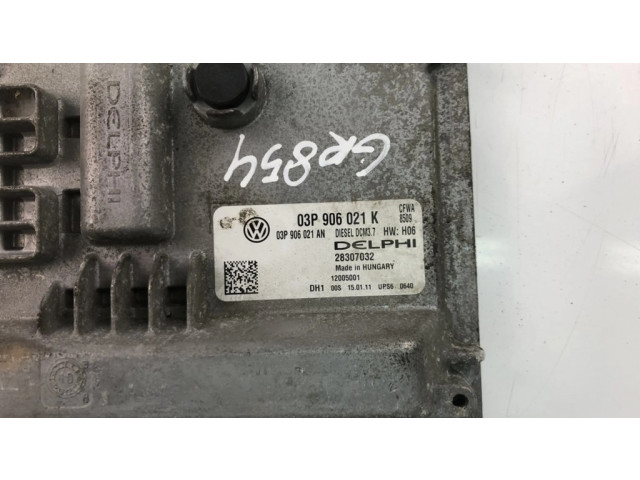 DELPHI
GR854
03P 906 021 K CFWA 8509
03P 906 021 AN DIESEL DCM3.7 HW: H06
DELPHI
28307032
Made in HUNGARY
12005001
DH1 00S 15.01.11 UPS6 0640